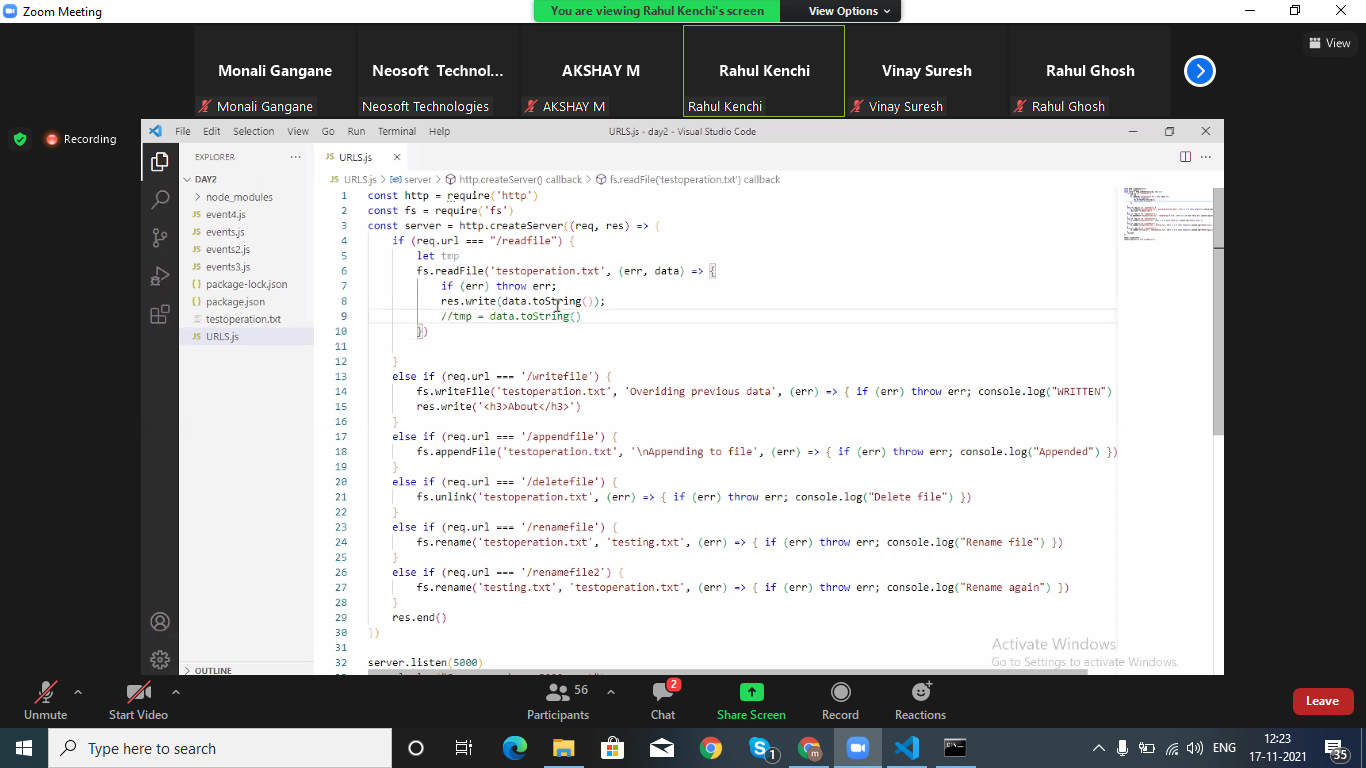 Zoom Meeting
You are viewing Rahul Kenchi's screen
View Options
View
Monali Gangane
Neosoft Technol...
AKSHAY M
Rahul Kenchi
Vinay Suresh
Rahul Ghosh
Monali Gangane
Neosoft Technologies
AKSHAY M
Rahul Kenchi
Vinay Suresh
Rahul Ghosh
Recording
File Edit Selection View Go Run Terminal Help
URLS.js - day2 - Visual Studio Code
EXPLORER
DAY2
node_modules
JS event4.js
JS events.js
JS events2.js
JS events3.js
package-lock.json
package.json
testoperation.txt
JS URLS.js
OUTLINE
JS URLS.js
JS URLS.js > server > http.createServer() callback > fs.readFile('testoperation.txt') callback
1 const http = require('http')
2 const fs = require('fs')
3 const server = http.createServer((req, res) => {
4 if (req.url === "/readfile") {
5 let tmp
6 fs.readFile('testoperation.txt', (err, data) => {
7 if (err) throw err;
8 res.write(data.toString());
9 //tmp = data.toString()
10 })
11
12 }
13 else if (req.url === '/writefile') {
14 fs.writeFile('testoperation.txt', 'Overiding previous data', (err) => { if (err) throw err; console.log("WRITTEN")
15 res.write('<h3>About</h3>')
16 }
17 else if (req.url === '/appendfile') {
18 fs.appendFile('testoperation.txt', '\nAppending to file', (err) => { if (err) throw err; console.log("Appended") })
19 }
20 else if (req.url === '/deletefile') {
21 fs.unlink('testoperation.txt', (err) => { if (err) throw err; console.log("Delete file") })
22 }
23 else if (req.url === '/renamefile') {
24 fs.rename('testoperation.txt', 'testing.txt', (err) => { if (err) throw err; console.log("Rename file") })
25 }
26 else if (req.url === '/renamefile2') {
27 fs.rename('testing.txt', 'testoperation.txt', (err) => { if (err) throw err; console.log("Rename again") })
28 }
29 res.end()
30 })
31
32 server.listen(5000)
Activate Windows
Go to Settings to activate Windows.
Unmute
Start Video
56
Participants
2
Chat
Share Screen
Record
Reactions
Leave
Type here to search
1
m
ENG
12:23
17-11-2021
35